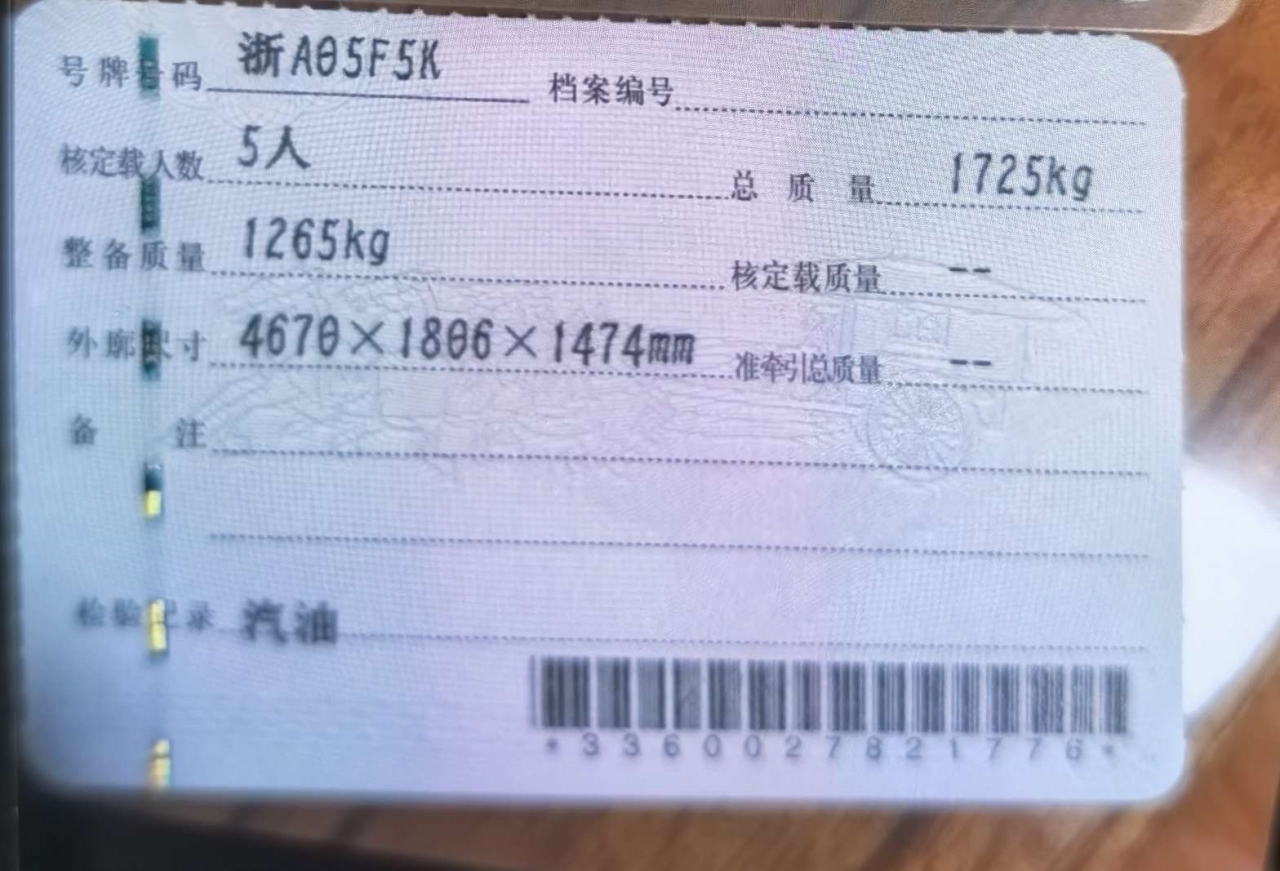 号牌号码 浙A05F5K 档案编号
核定载人数 5人 总质量 1725kg
整备质量 1265kg 核定载质量 --
外廓尺寸 4670×1806×1474mm 准牵引总质量 --
备注
检验记录 汽油
*3360027821776*